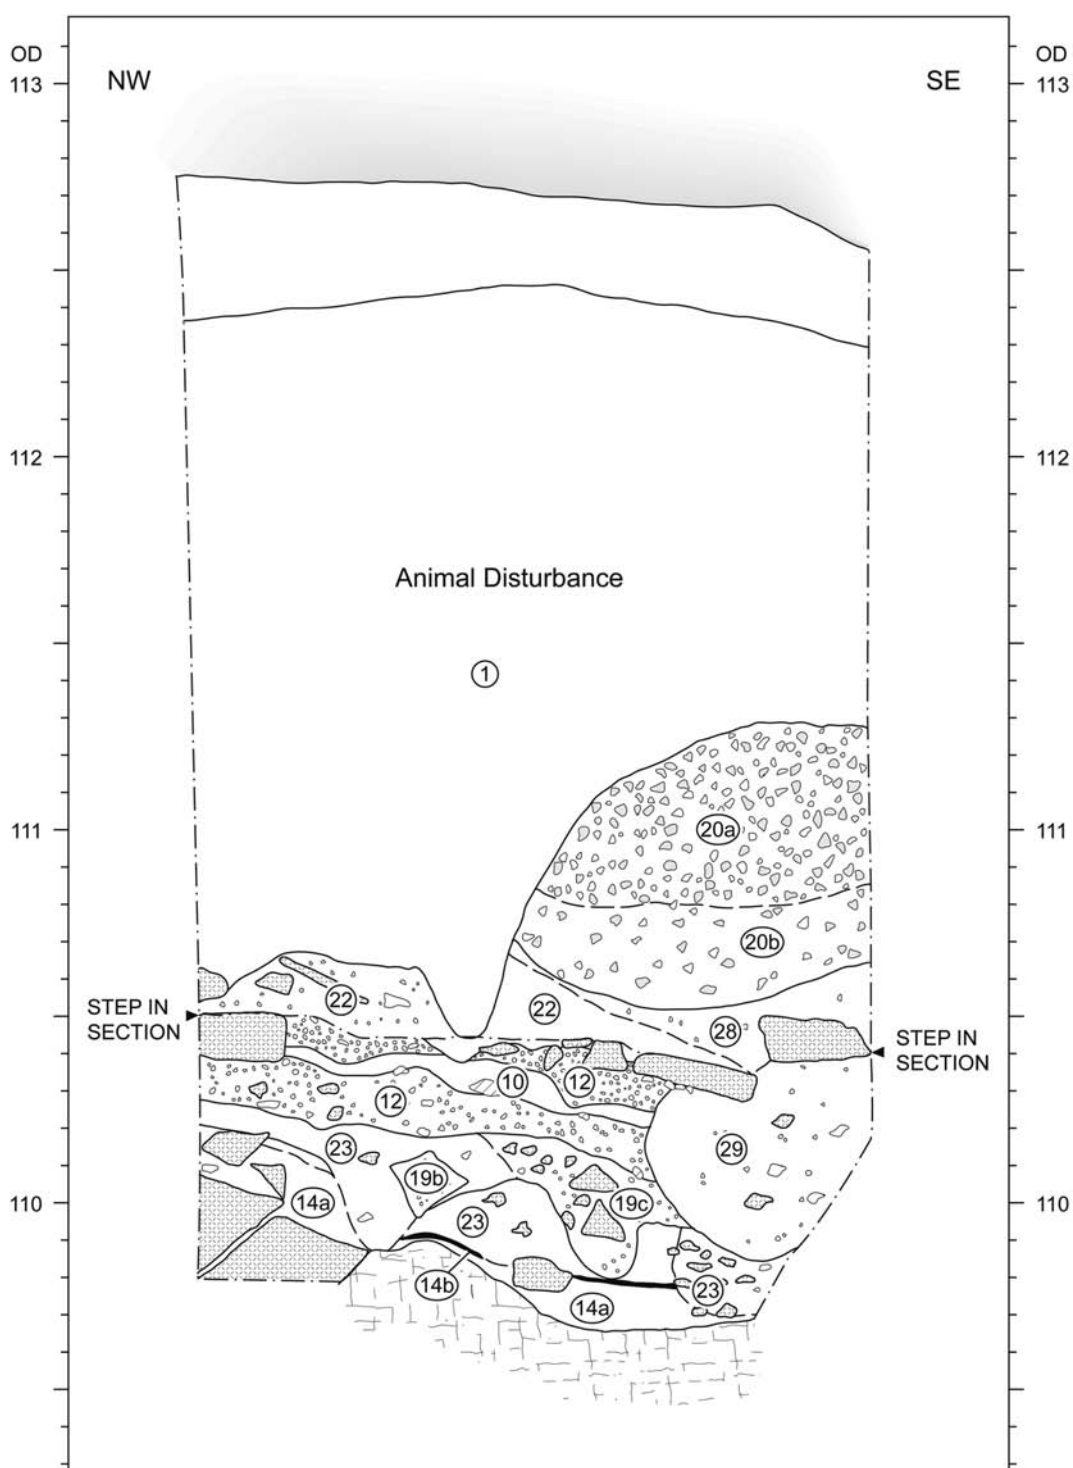 OD
OD
113
NW
SE
113
112
112
Animal Disturbance
1
111
20a
111
20b
22
STEP IN
SECTION
22
28
STEP IN
SECTION
10
12
12
23
29
19b
14a
19c
110
110
23
14b
23
14a